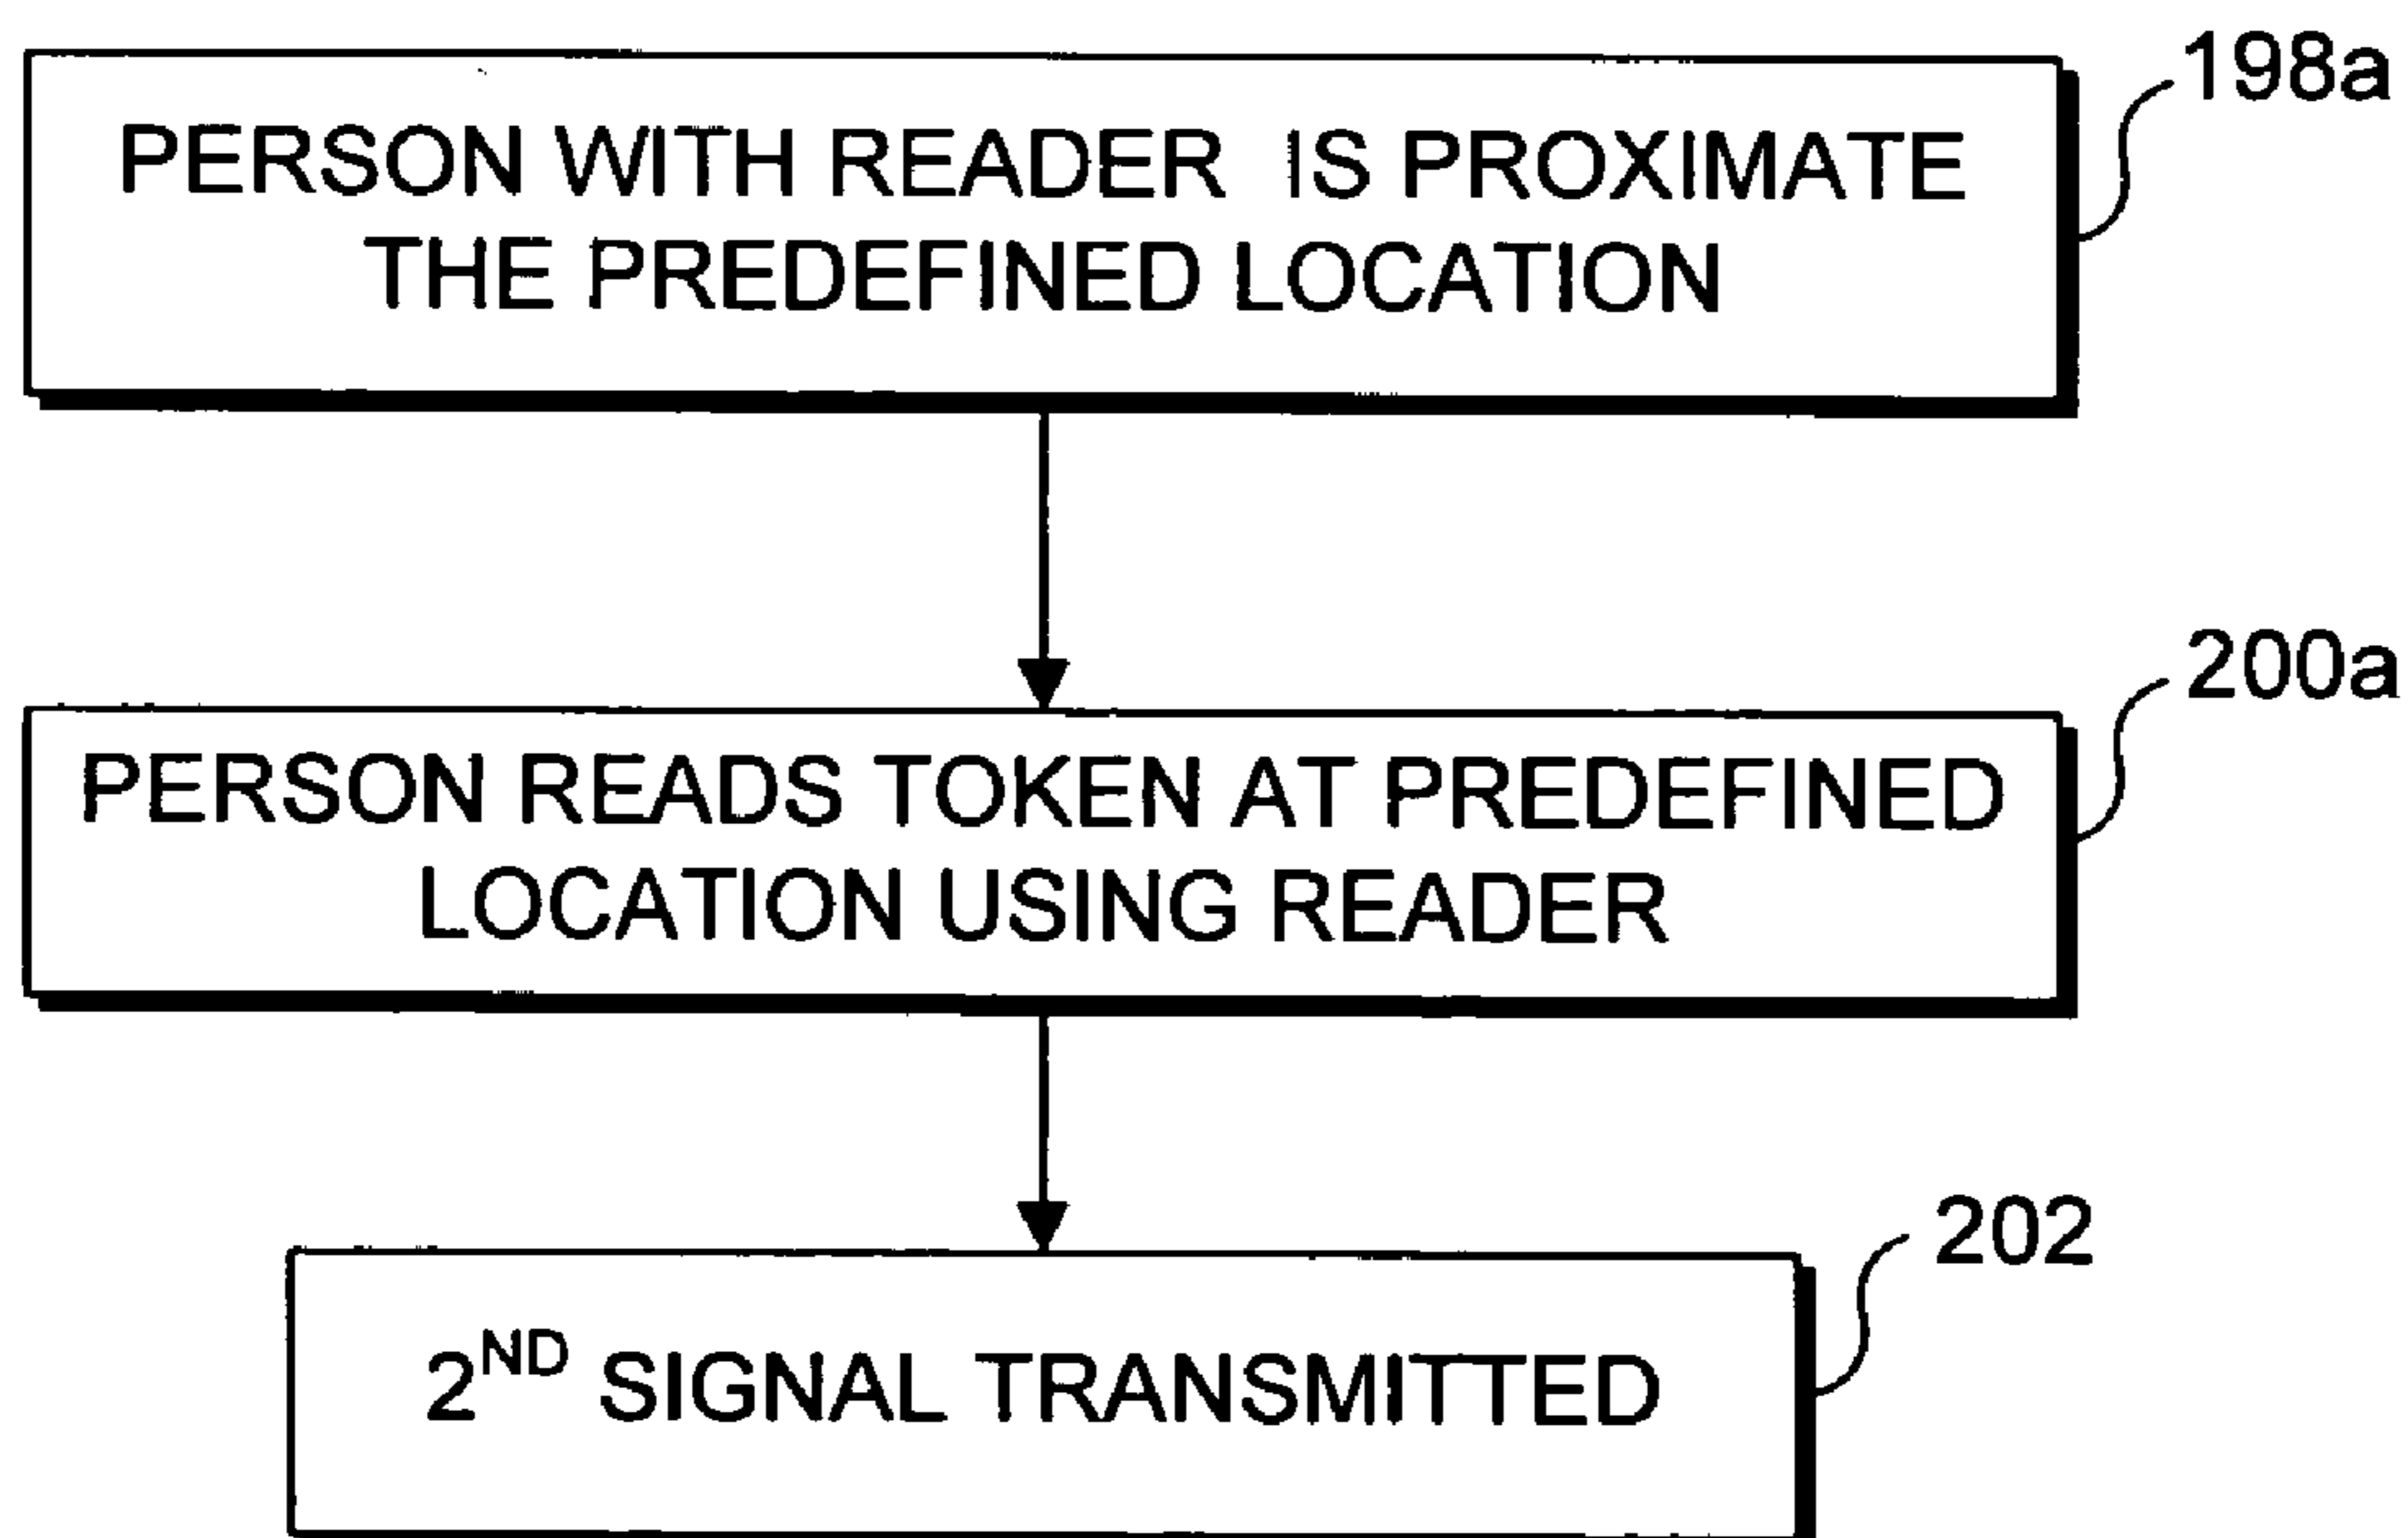 198a
PERSON WITH READER IS PROXIMATE
THE PREDEFINED LOCATION
200a
PERSON READS TOKEN AT PREDEFINED
LOCATION USING READER
202
2ND SIGNAL TRANSMITTED